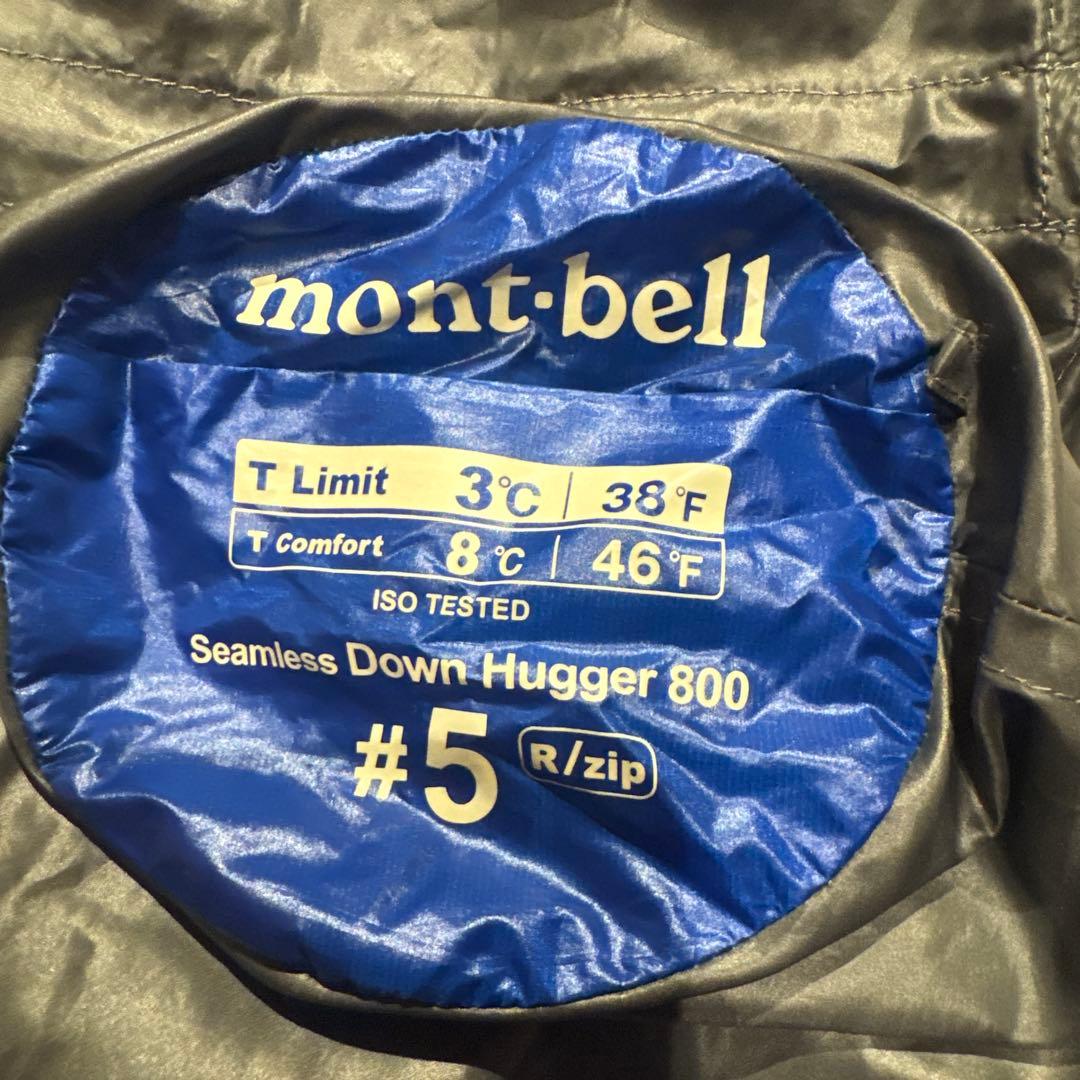 mont-bell
T Limit 3℃ | 38°F
T Comfort 8℃ | 46°F
ISO TESTED
Seamless Down Hugger 800
#5 R/zip